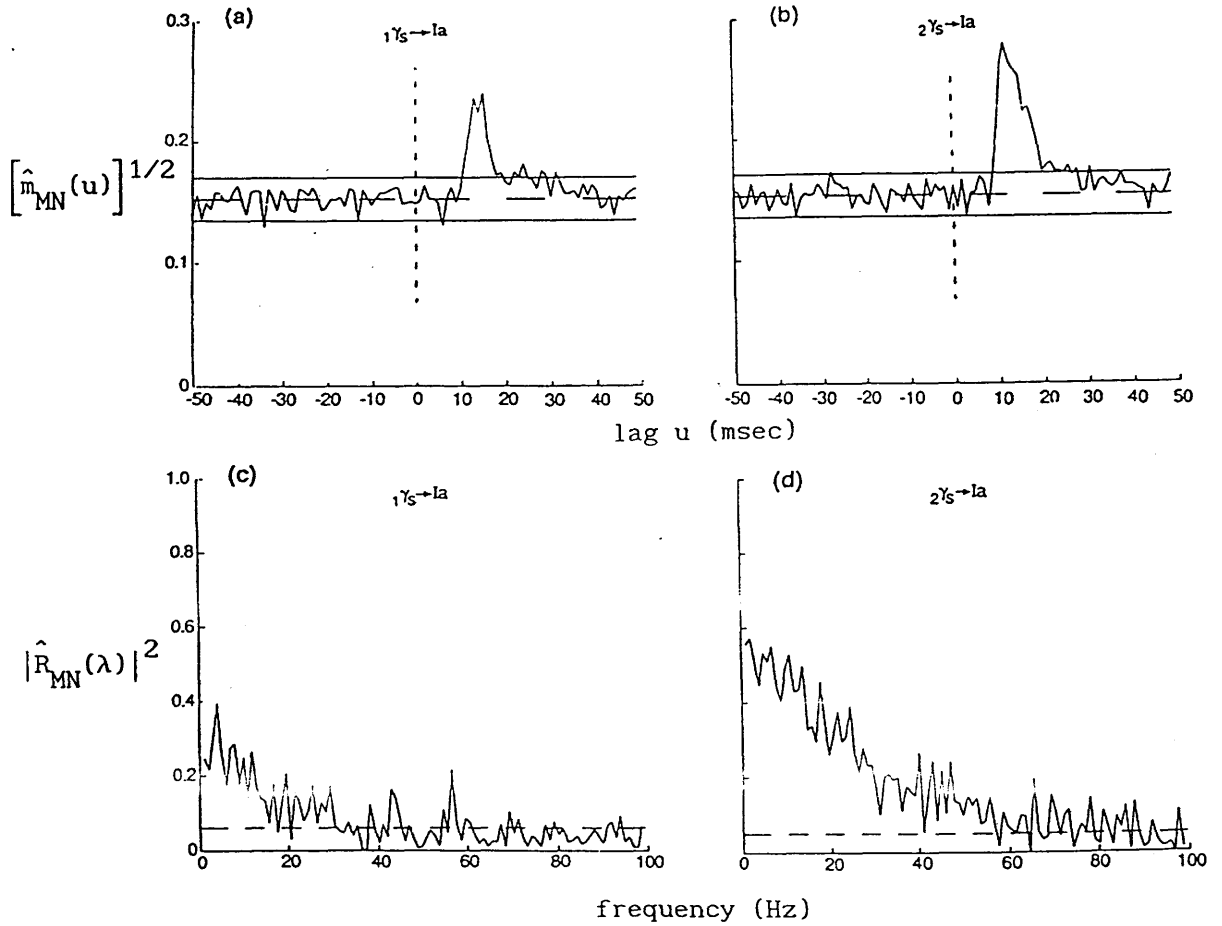 (a) (b)
₁γₛ→Ia ₂γₛ→Ia
0.3
0.2
0.1
0
[m̂_MN(u)]^1/2
-50 -40 -30 -20 -10 0 10 20 30 40 50
-50 -40 -30 -20 -10 0 10 20 30 40 50
lag u (msec)
(c) (d)
₁γₛ→Ia ₂γₛ→Ia
1.0
0.8
0.6
0.4
0.2
0
|R̂_MN(λ)|^2
0 20 40 60 80 100
0 20 40 60 80 100
frequency (Hz)